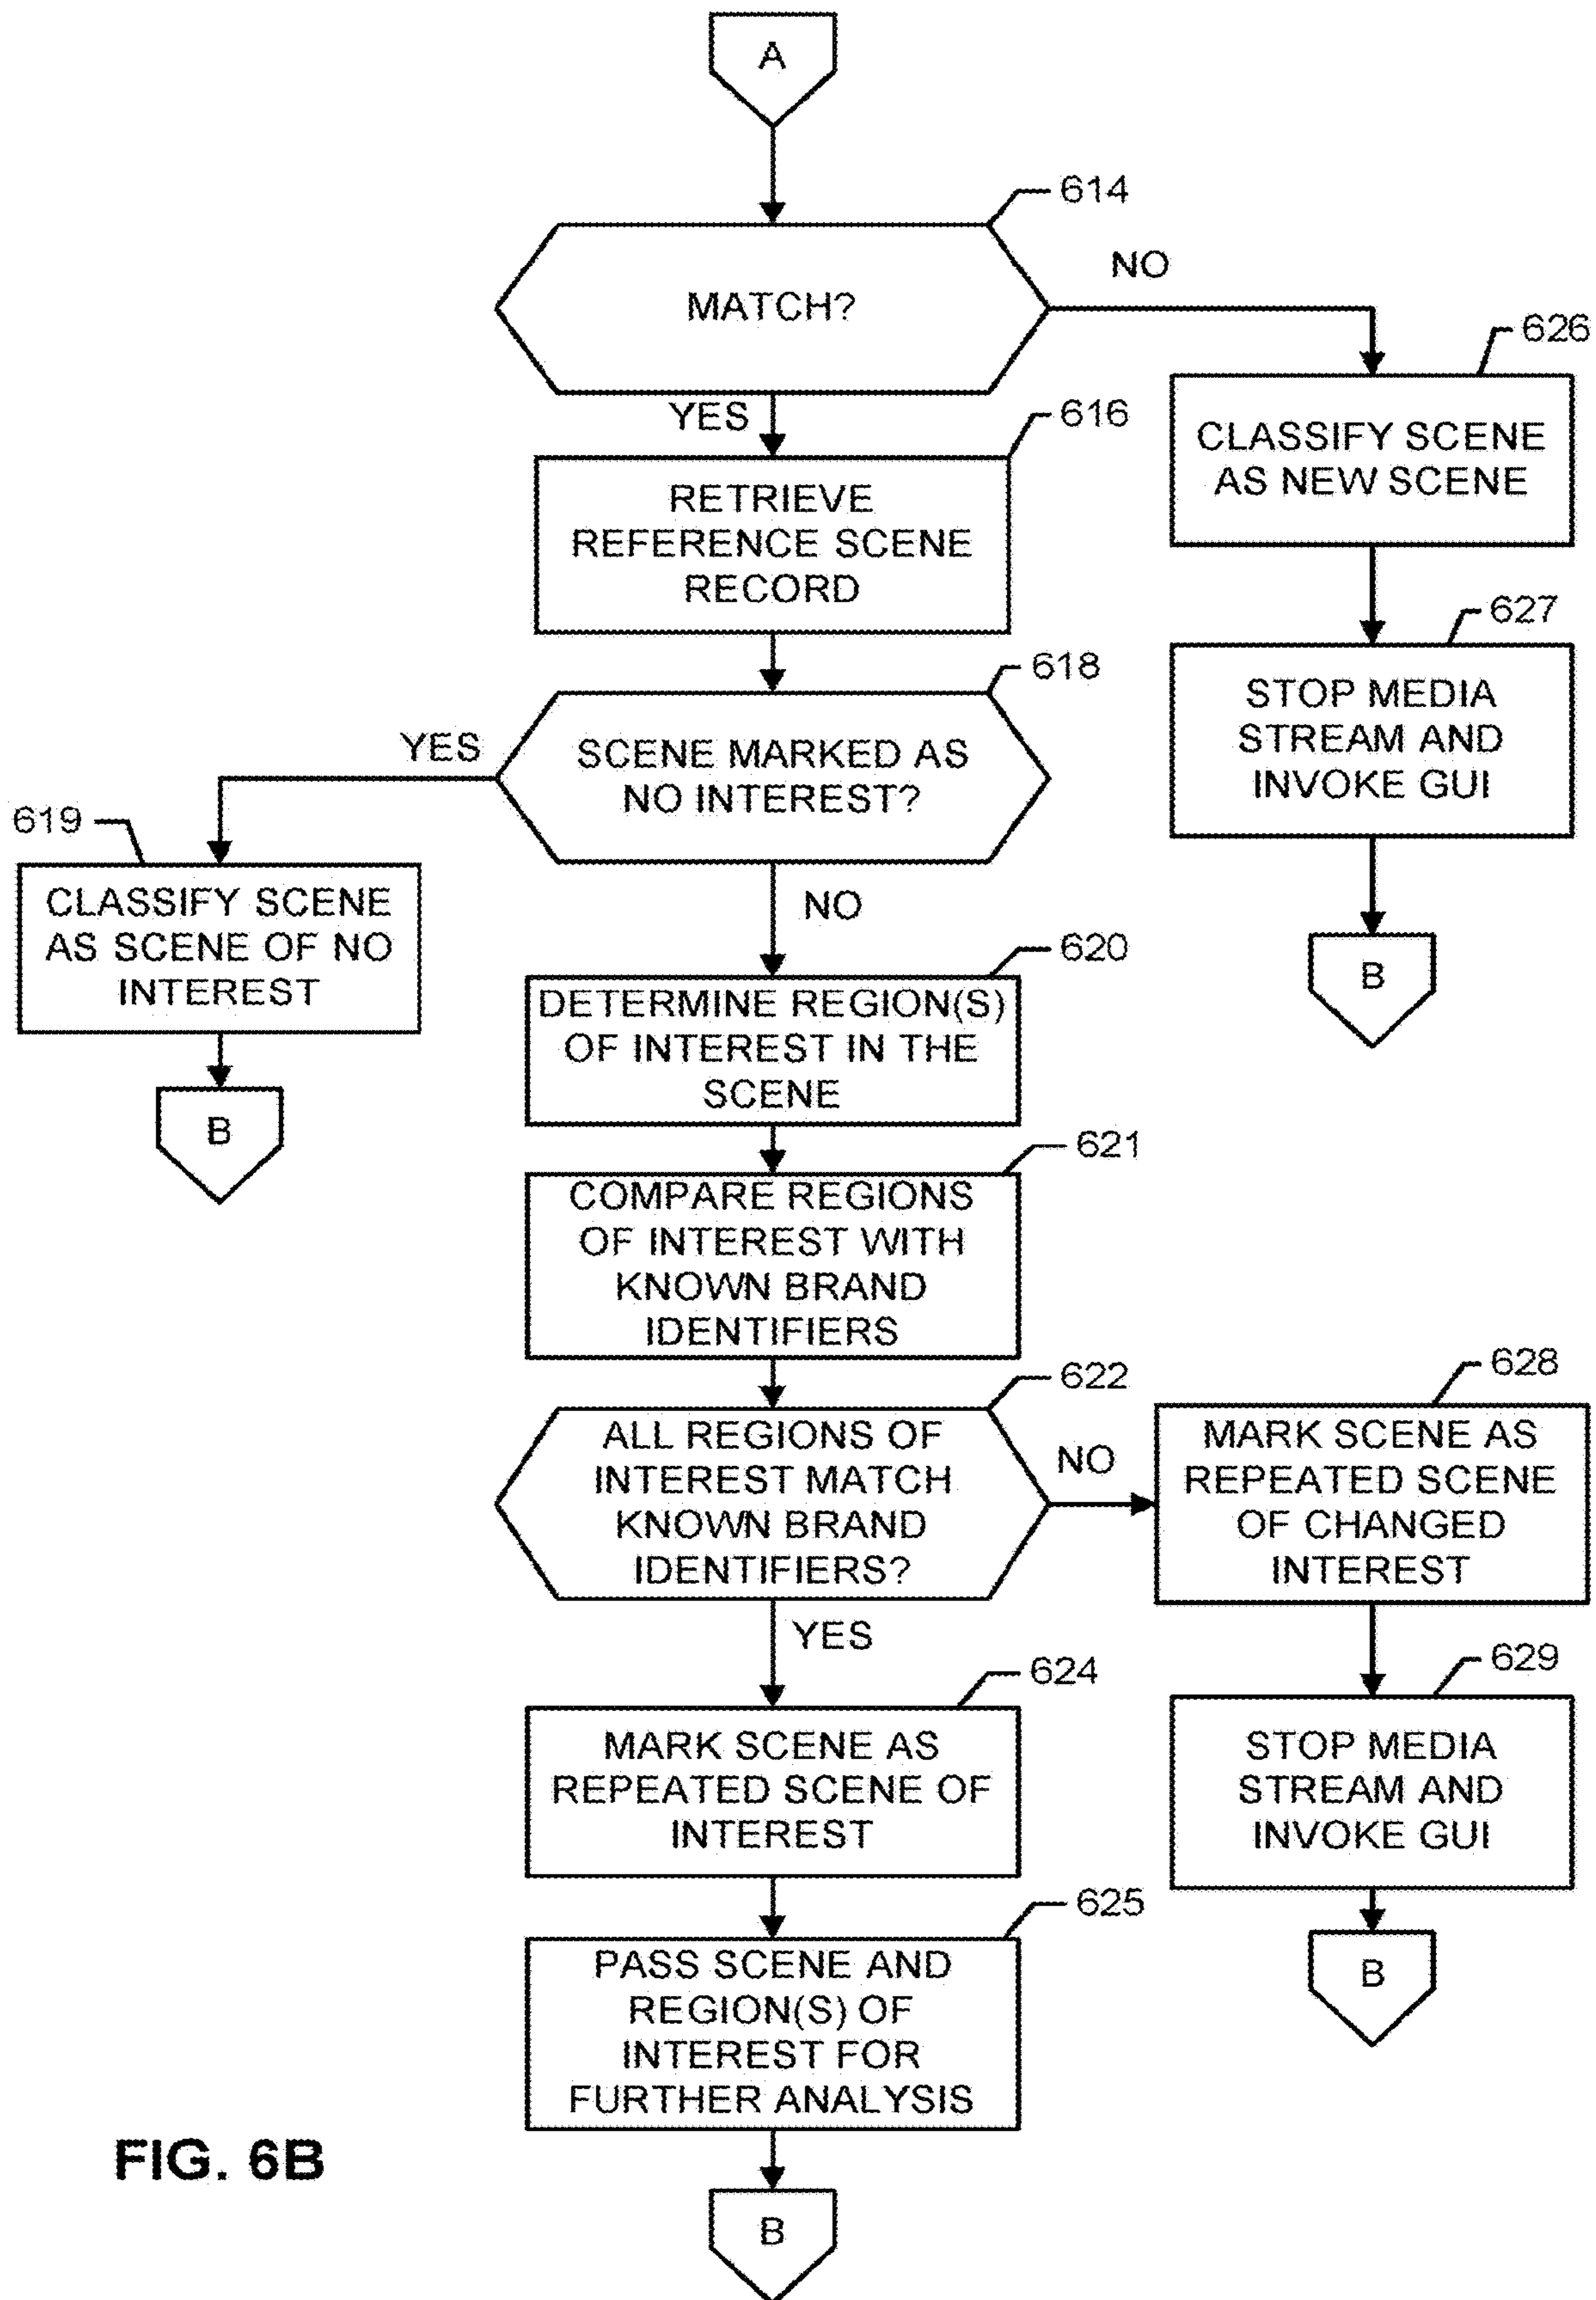 A
614
MATCH?
NO
626
CLASSIFY SCENE
AS NEW SCENE
YES
616
RETRIEVE
REFERENCE SCENE
RECORD
627
STOP MEDIA
STREAM AND
INVOKE GUI
B
618
SCENE MARKED AS
NO INTEREST?
YES
619
CLASSIFY SCENE
AS SCENE OF NO
INTEREST
B
NO
620
DETERMINE REGION(S)
OF INTEREST IN THE
SCENE
621
COMPARE REGIONS
OF INTEREST WITH
KNOWN BRAND
IDENTIFIERS
622
ALL REGIONS OF
INTEREST MATCH
KNOWN BRAND
IDENTIFIERS?
NO
628
MARK SCENE AS
REPEATED SCENE
OF CHANGED
INTEREST
YES
624
MARK SCENE AS
REPEATED SCENE OF
INTEREST
629
STOP MEDIA
STREAM AND
INVOKE GUI
B
625
PASS SCENE AND
REGION(S) OF
INTEREST FOR
FURTHER ANALYSIS
B
FIG. 6B